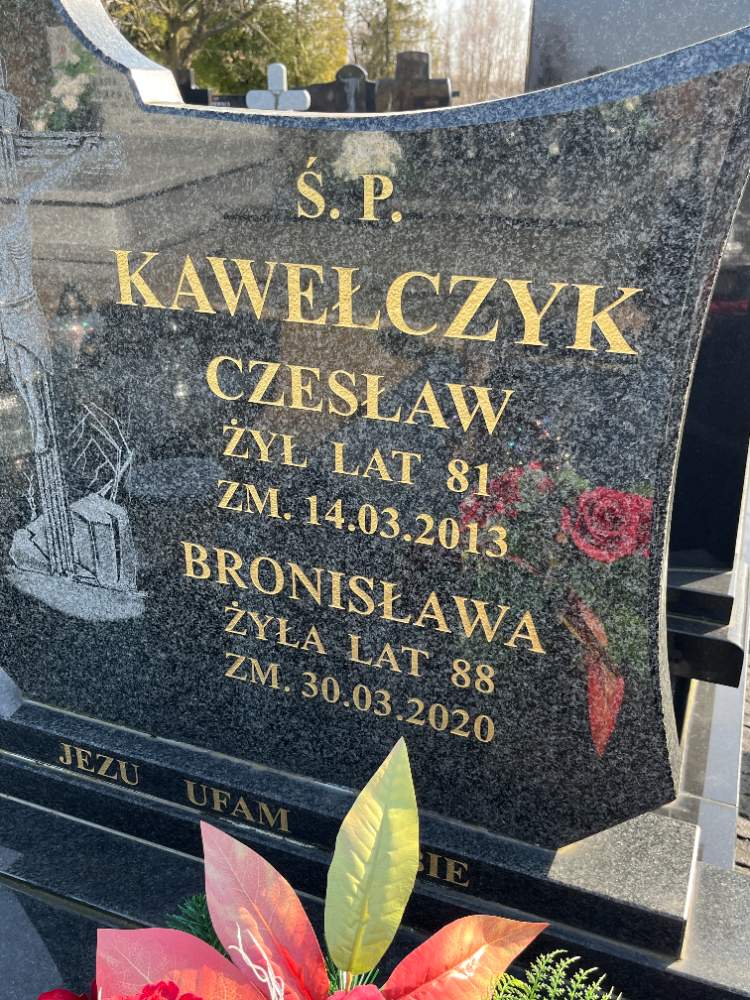 Ś. P.
KAWEŁCZYK
CZESŁAW
ŻYŁ LAT 81
ZM. 14.03.2013
BRONISŁAWA
ŻYŁA LAT 88
ZM. 30.03.2020
JEZU UFAM